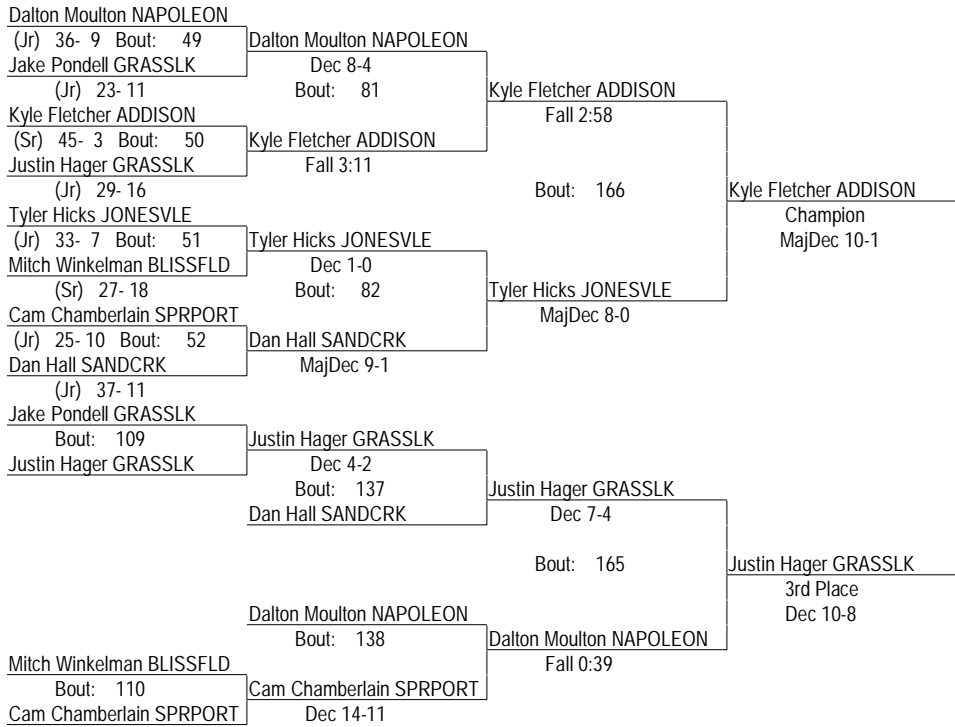 Dalton Moulton NAPOLEON
(Jr) 36- 9 Bout: 49
Dalton Moulton NAPOLEON
Jake Pondell GRASSLK
Dec 8-4
(Jr) 23- 11
Bout: 81
Kyle Fletcher ADDISON
Kyle Fletcher ADDISON
Fall 2:58
(Sr) 45- 3 Bout: 50
Kyle Fletcher ADDISON
Justin Hager GRASSLK
Fall 3:11
(Jr) 29- 16
Bout: 166
Kyle Fletcher ADDISON
Tyler Hicks JONESVLE
Champion
(Jr) 33- 7 Bout: 51
Tyler Hicks JONESVLE
MajDec 10-1
Mitch Winkelman BLISSFLD
Dec 1-0
(Sr) 27- 18
Bout: 82
Tyler Hicks JONESVLE
Cam Chamberlain SPRPORT
MajDec 8-0
(Jr) 25- 10 Bout: 52
Dan Hall SANDCRK
Dan Hall SANDCRK
MajDec 9-1
(Jr) 37- 11
Jake Pondell GRASSLK
Bout: 109
Justin Hager GRASSLK
Justin Hager GRASSLK
Dec 4-2
Bout: 137
Justin Hager GRASSLK
Dan Hall SANDCRK
Dec 7-4
Bout: 165
Justin Hager GRASSLK
3rd Place
Dalton Moulton NAPOLEON
Dec 10-8
Bout: 138
Dalton Moulton NAPOLEON
Mitch Winkelman BLISSFLD
Fall 0:39
Bout: 110
Cam Chamberlain SPRPORT
Cam Chamberlain SPRPORT
Dec 14-11